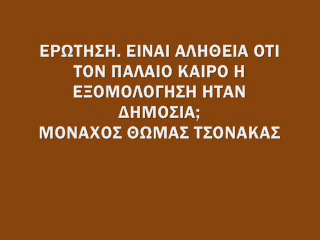 ΕΡΩΤΗΣΗ. ΕΙΝΑΙ ΑΛΗΘΕΙΑ ΟΤΙ
ΤΟΝ ΠΑΛΑΙΟ ΚΑΙΡΟ Η
ΕΞΟΜΟΛΟΓΗΣΗ ΗΤΑΝ
ΔΗΜΟΣΙΑ;
ΜΟΝΑΧΟΣ ΘΩΜΑΣ ΤΣΟΝΑΚΑΣ